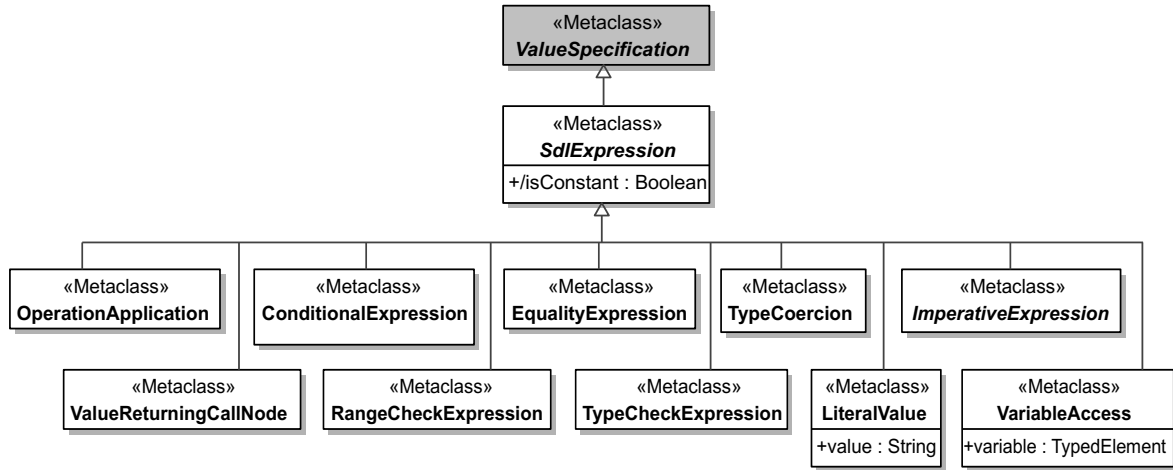 «Metaclass»
ValueSpecification
«Metaclass»
SdlExpression
+/isConstant : Boolean
«Metaclass»
OperationApplication
«Metaclass»
ConditionalExpression
«Metaclass»
EqualityExpression
«Metaclass»
TypeCoercion
«Metaclass»
ImperativeExpression
«Metaclass»
ValueReturningCallNode
«Metaclass»
RangeCheckExpression
«Metaclass»
TypeCheckExpression
«Metaclass»
LiteralValue
+value : String
«Metaclass»
VariableAccess
+variable : TypedElement